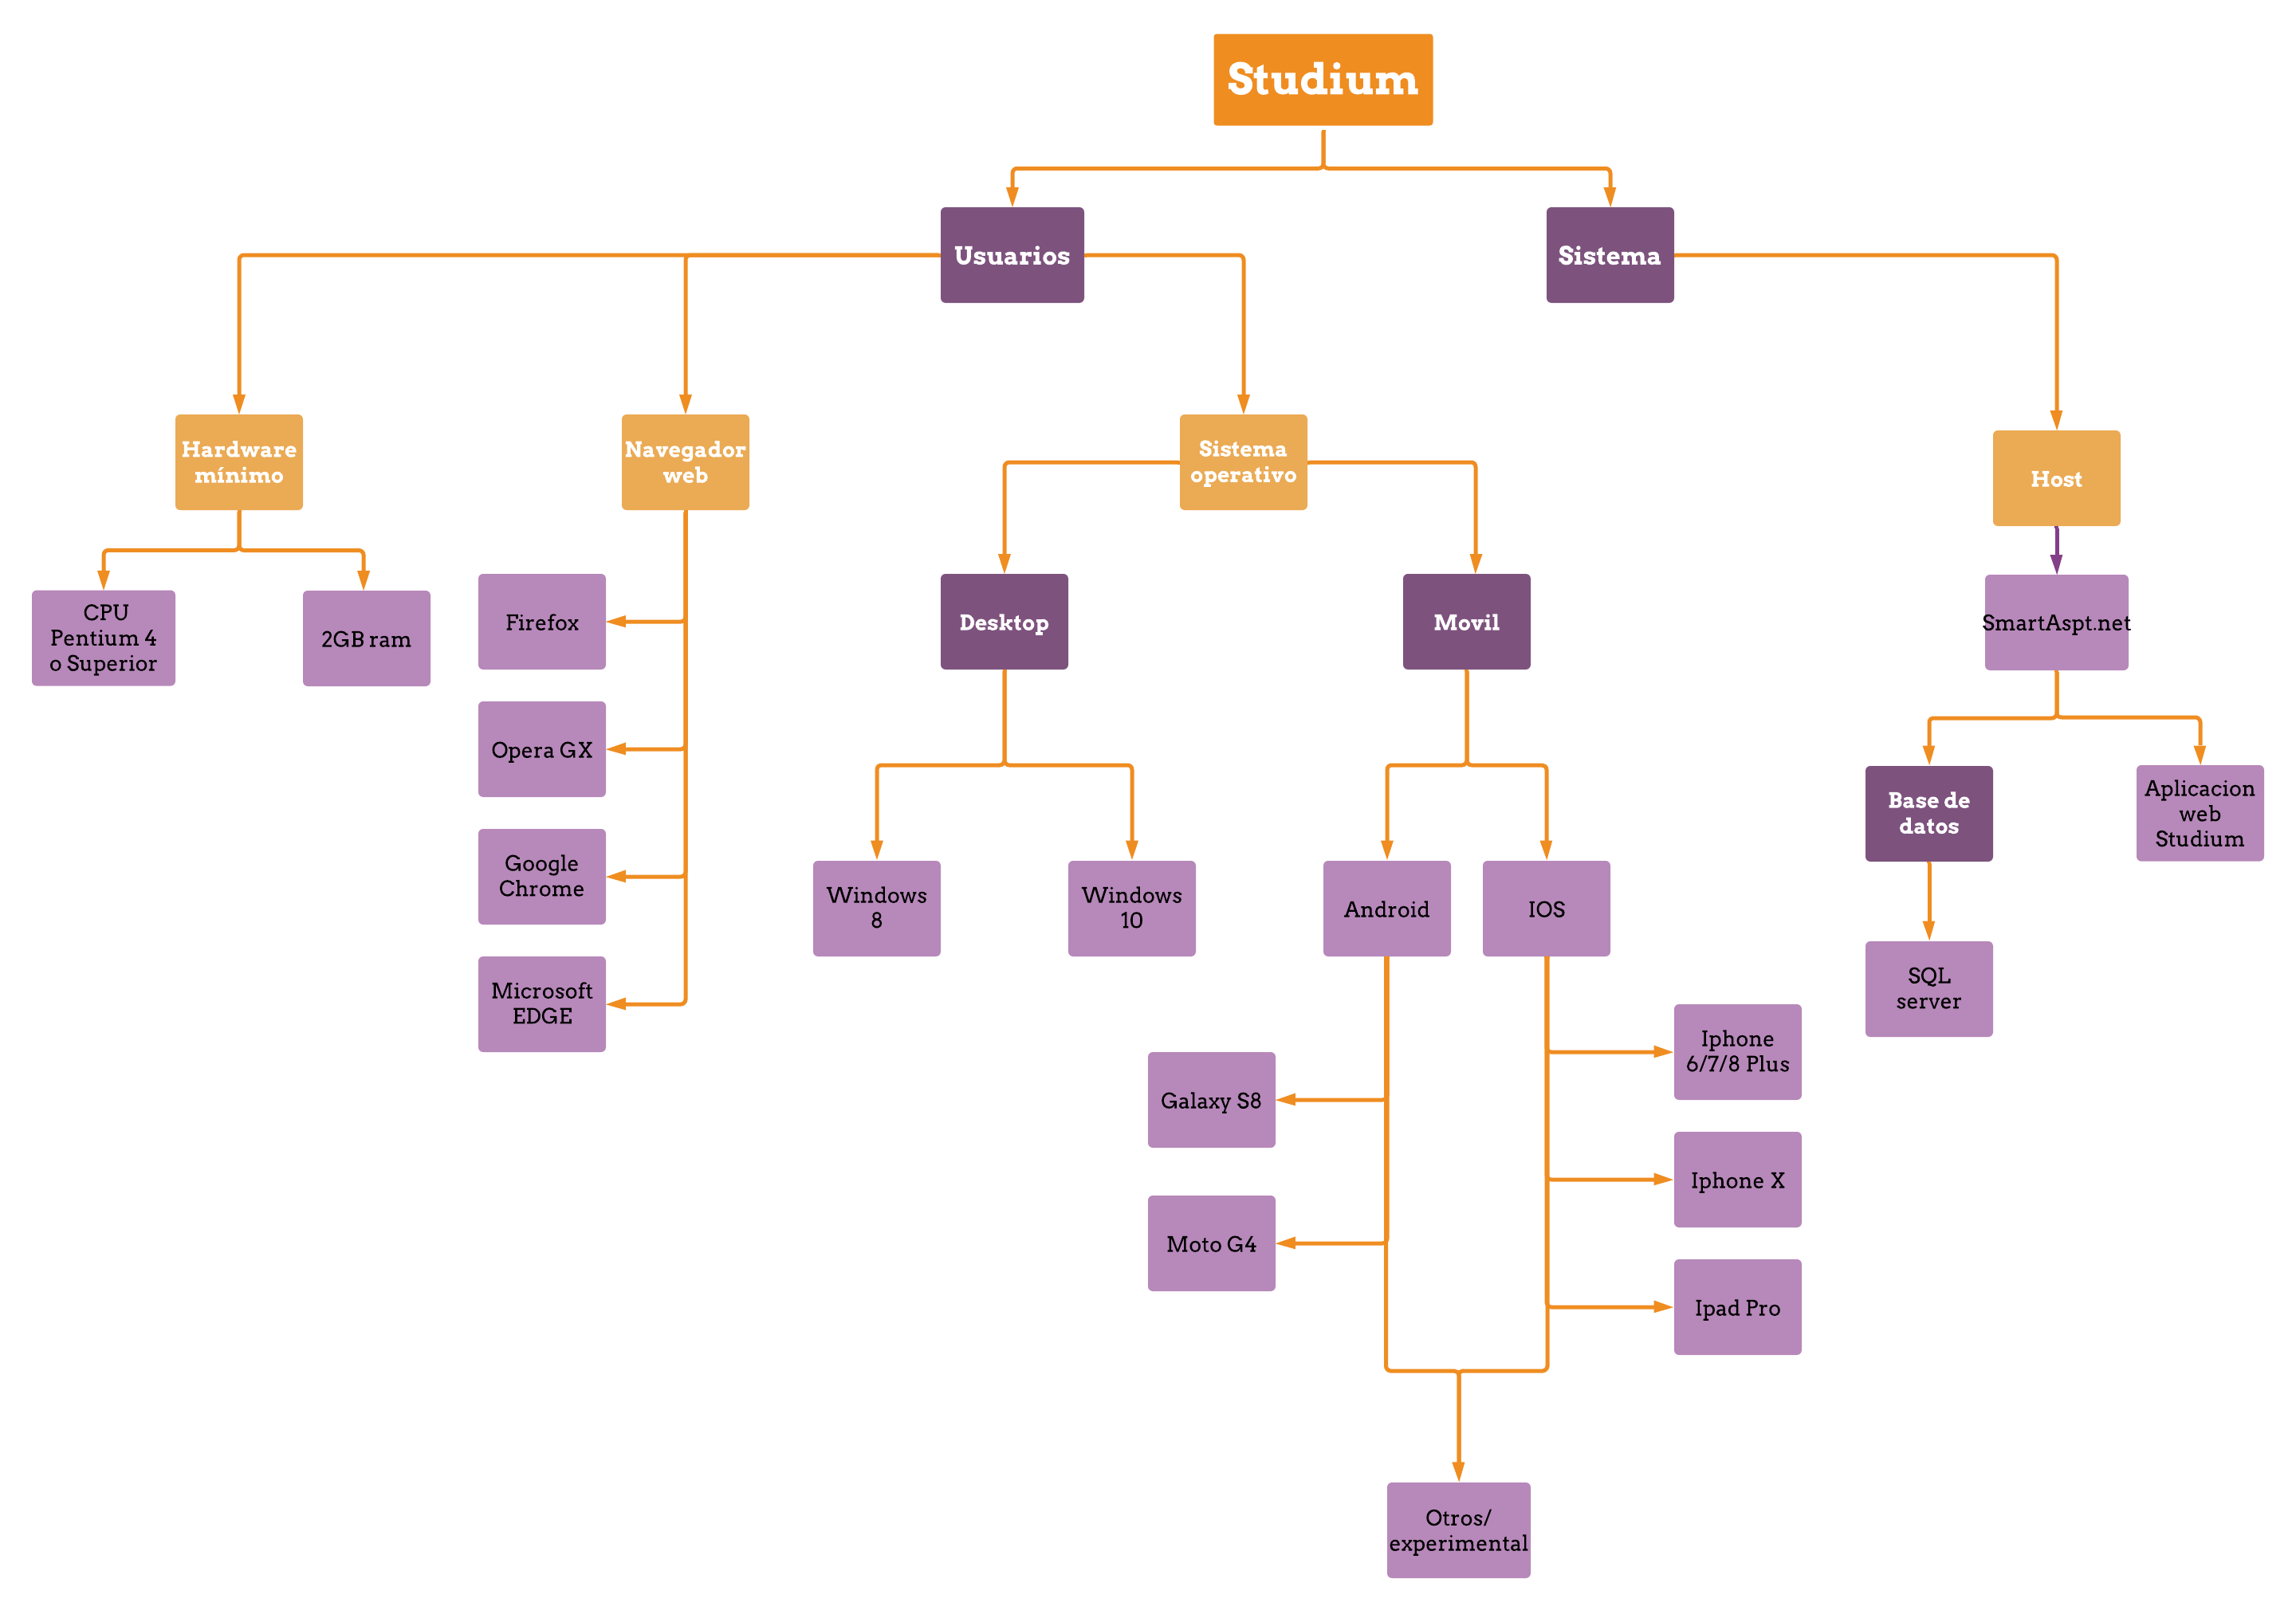 Studium
Usuarios
Sistema
Hardware
mínimo
Navegador
web
Sistema
operativo
Host
CPU
Pentium 4
o Superior
2GB ram
Firefox
Opera GX
Google
Chrome
Microsoft
EDGE
Desktop
Movil
Windows
8
Windows
10
Android
IOS
Galaxy S8
Moto G4
Iphone
6/7/8 Plus
Iphone X
Ipad Pro
Otros/
experimental
SmartAspt.net
Base de
datos
Aplicacion
web
Studium
SQL
server